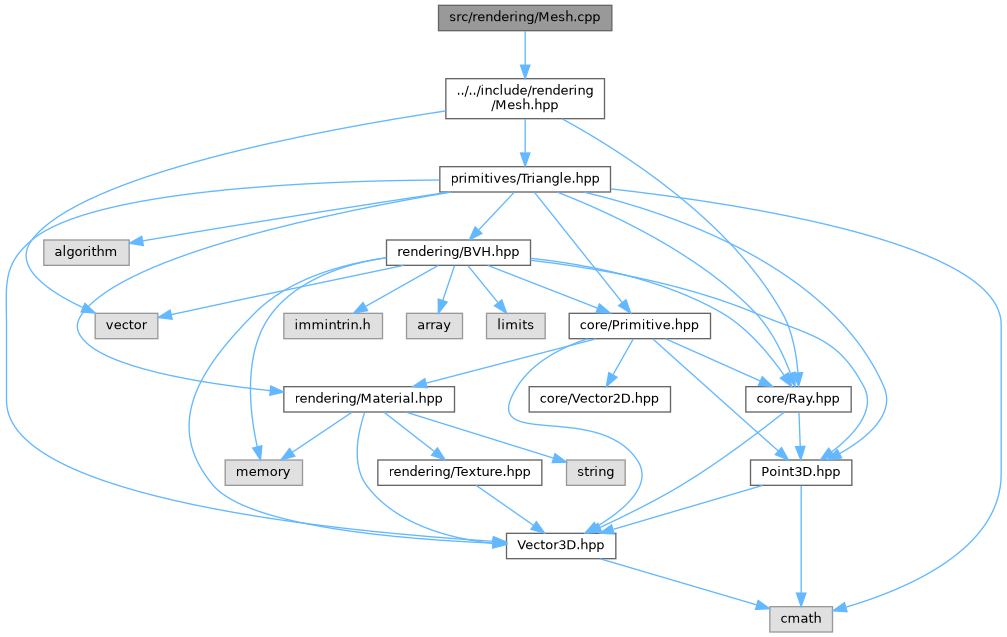 src/rendering/Mesh.cpp
../../include/rendering
/Mesh.hpp
primitives/Triangle.hpp
algorithm
rendering/BVH.hpp
vector
immintrin.h
array
limits
core/Primitive.hpp
rendering/Material.hpp
core/Vector2D.hpp
core/Ray.hpp
memory
rendering/Texture.hpp
string
Point3D.hpp
Vector3D.hpp
cmath